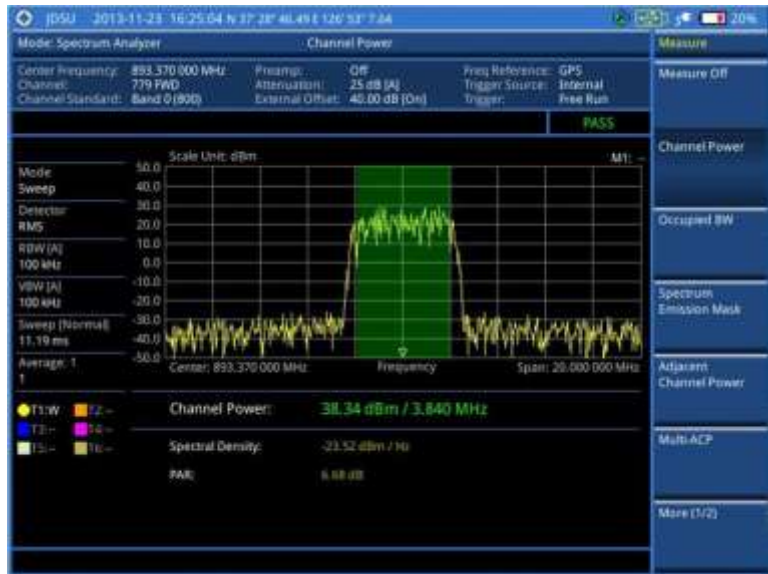 JDSU 2013-11-23 16:25:04 N 37° 28' 46.49 E 126° 53' 7.64 20%
Mode: Spectrum Analyzer Channel Power Measure
Center Frequency: 893.370 000 MHz Preamp: Off Freq Reference: GPS
Channel: 779 FWD Attenuation: 25 dB [A] Trigger Source: Internal
Channel Standard: Band 0 (800) External Offset: 40.00 dB [On] Trigger: Free Run
PASS
Measure Off
Channel Power
Occupied BW
Spectrum
Emission Mask
Adjacent
Channel Power
Multi-ACP
More (1/2)
Scale Unit: dBm M1: --
Mode
Sweep
Detector
RMS
RBW [A]
100 kHz
VBW [A]
100 kHz
Sweep [Normal]
11.19 ms
Average: 1
1
50.0
40.0
30.0
20.0
10.0
0.0
-10.0
-20.0
-30.0
-40.0
-50.0
Center: 893.370 000 MHz Frequency Span: 20.000 000 MHz
T1:W T2:--
T3:-- T4:--
T5:-- T6:--
Channel Power: 38.34 dBm / 3.840 MHz
Spectral Density: -23.52 dBm / Hz
PAR: 6.68 dB